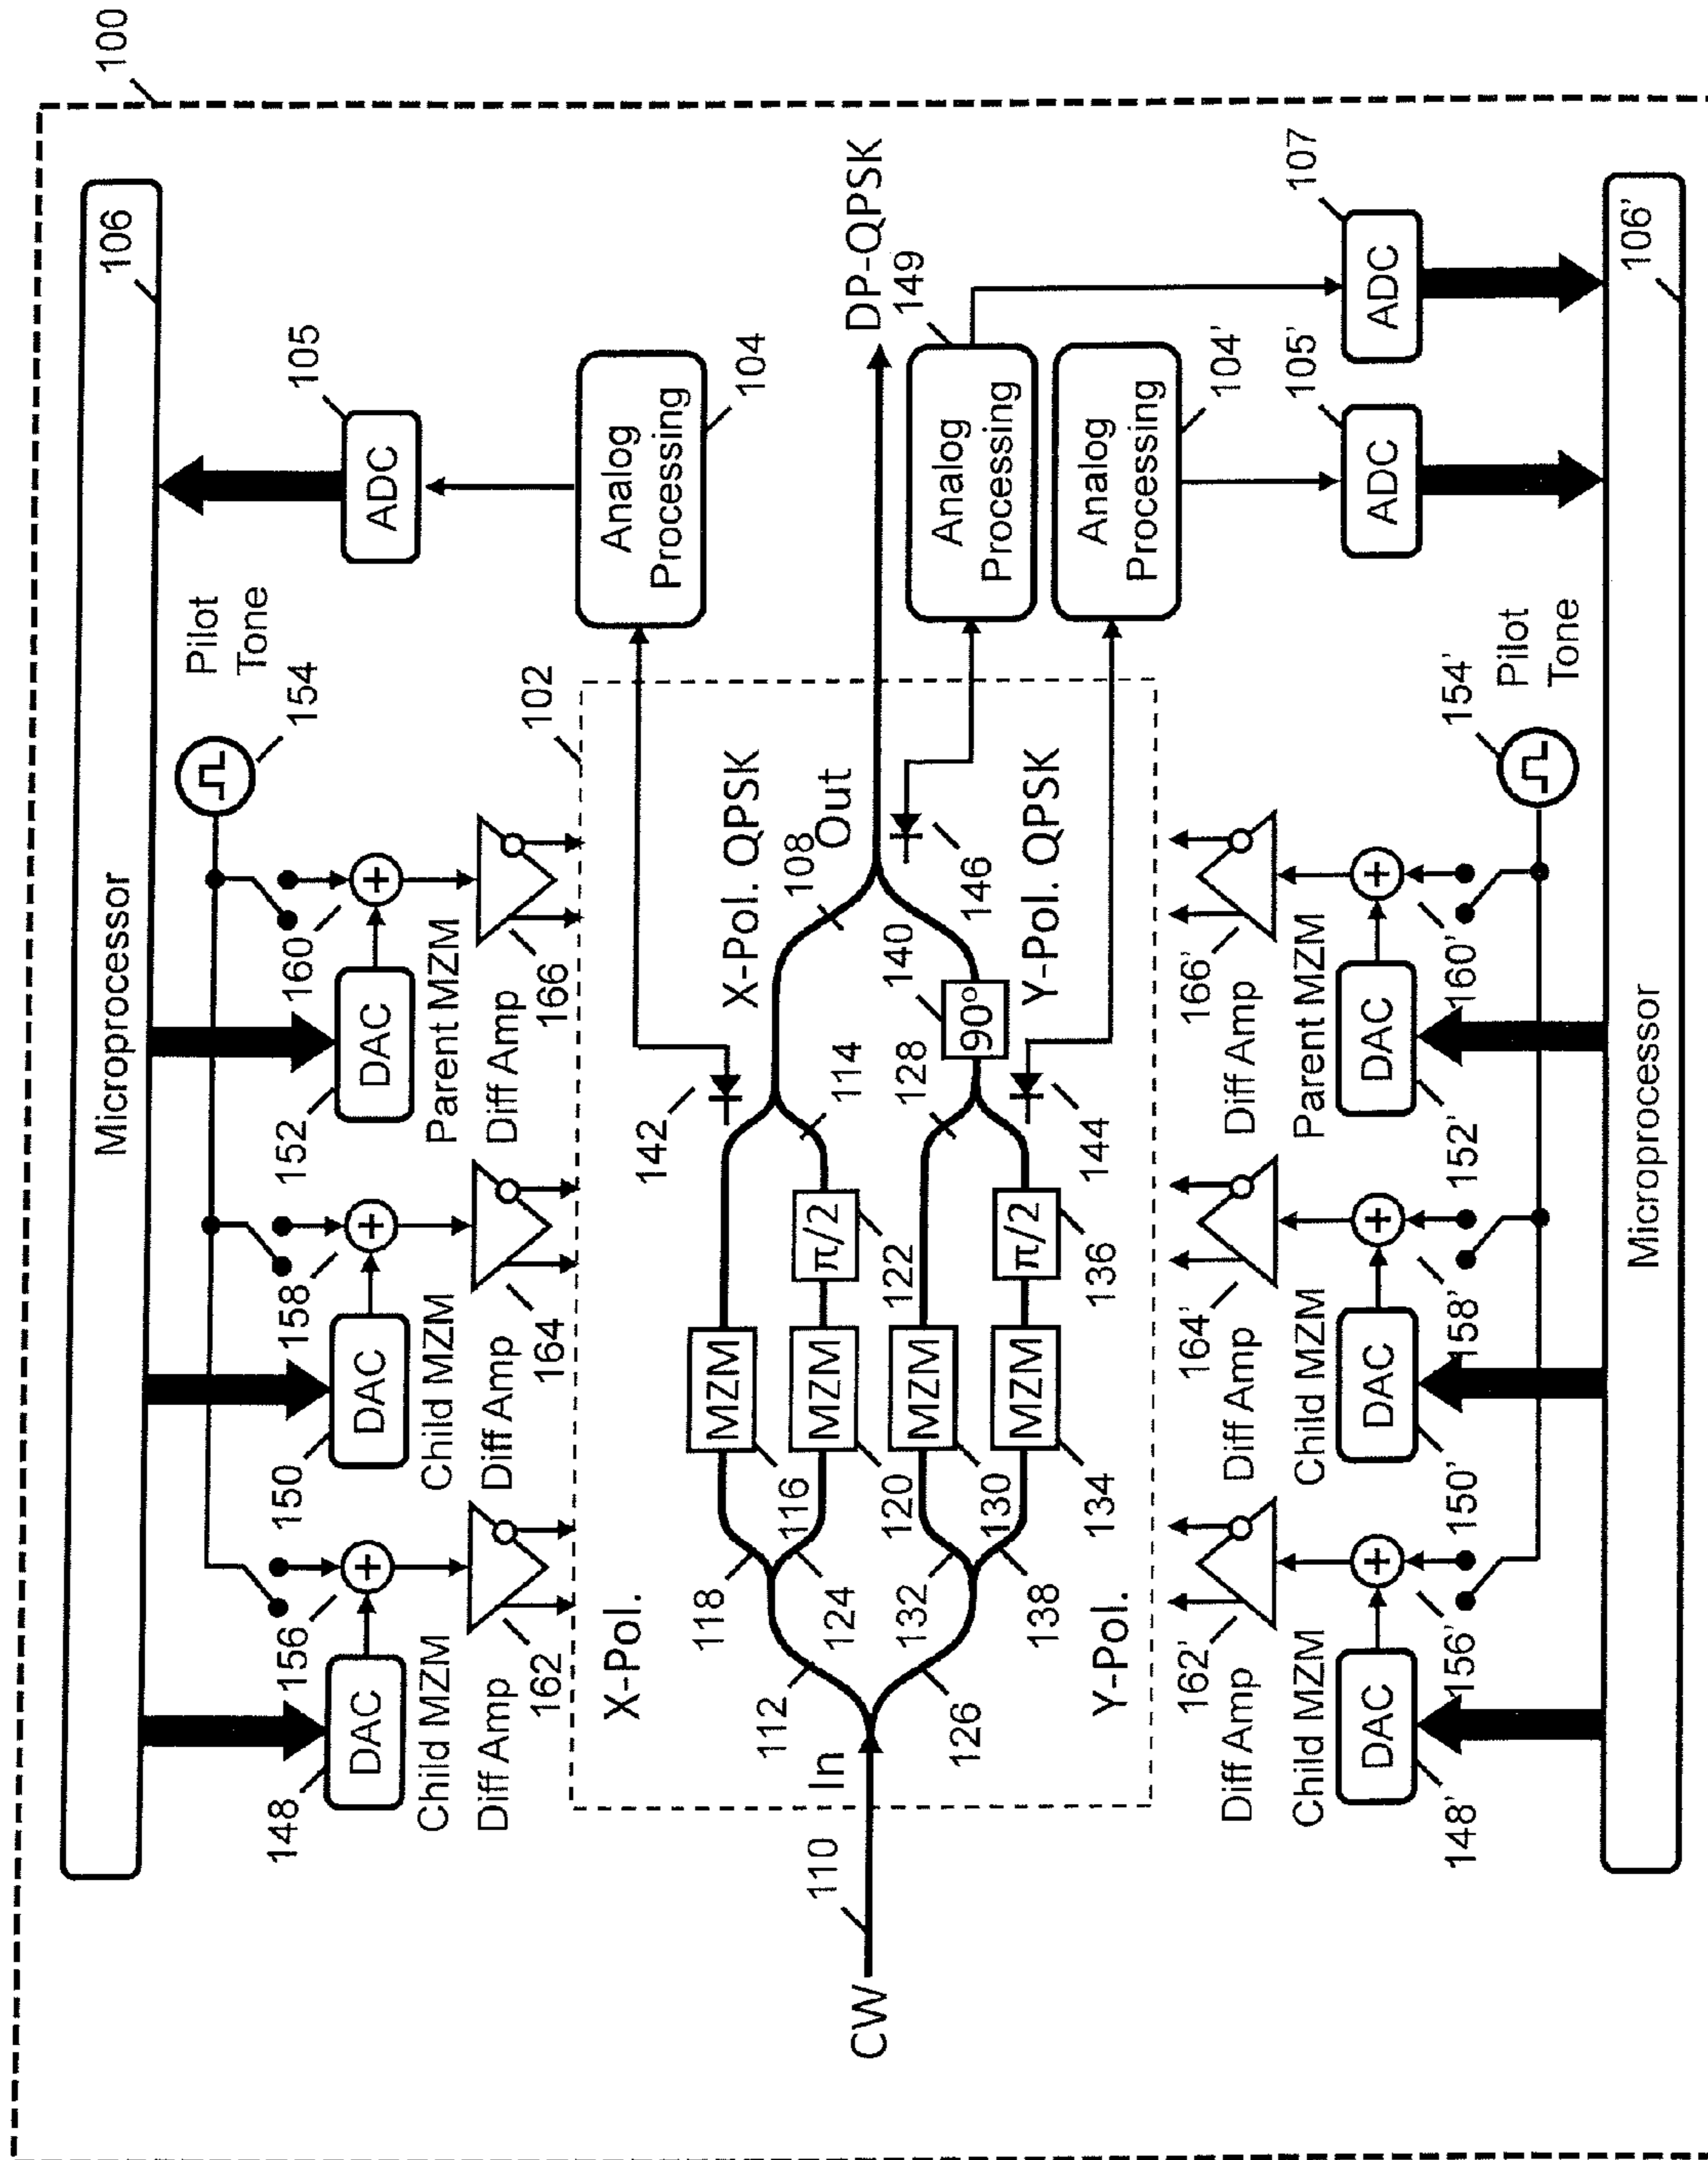 100
Microprocessor
106
Pilot
Tone
154
105
ADC
148
DAC
156
150
DAC
158
152
DAC
160
Child MZM
Diff Amp
162
Child MZM
Diff Amp
164
Parent MZM
Diff Amp
166
102
Analog
Processing
104
X-Pol.
142
X-Pol. QPSK
118
MZM
116
112
124
MZM
120
π/2
122
114
108
Out
DP-QPSK
CW
110
In
126
132
MZM
130
128
90°
140
146
Analog
Processing
149
138
MZM
134
π/2
136
144
Y-Pol.
Y-Pol. QPSK
Analog
Processing
104'
162'
Diff Amp
Child MZM
164'
Diff Amp
Child MZM
166'
Diff Amp
Parent MZM
148'
DAC
156'
150'
DAC
158'
152'
DAC
160'
154'
Pilot
Tone
105'
ADC
107
ADC
Microprocessor
106'